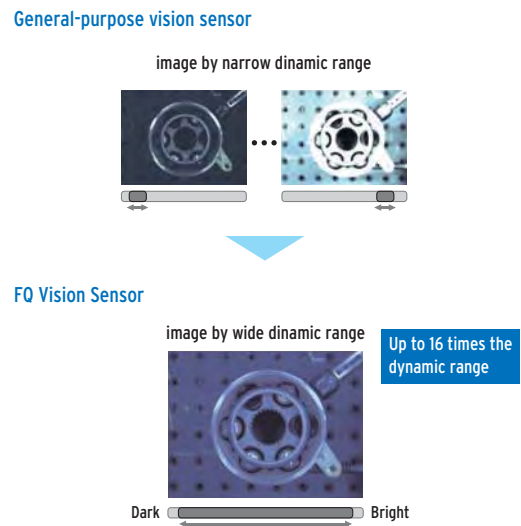 General-purpose vision sensor
image by narrow dinamic range
FQ Vision Sensor
image by wide dinamic range
Up to 16 times the
dynamic range
Dark
Bright